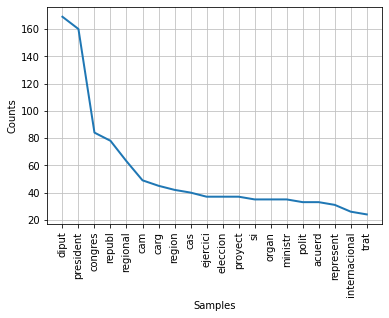 160
140
120
100
80
60
40
20
Counts
diput
president
congres
republ
regional
cam
carg
region
cas
ejercici
eleccion
proyect
si
organ
ministr
polit
acuerd
represent
internacional
trat
Samples